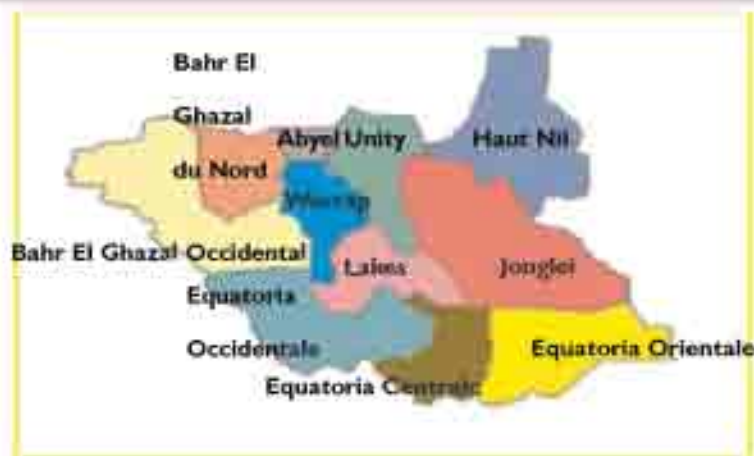 Bahr El
Ghazal
du Nord
Abyel Unity
Haut Nil
Warrap
Bahr El Ghazal Occidental
Lakes
Jonglei
Equatoria
Occidentale
Equatoria Orientale
Equatoria Centrale